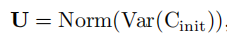 U = Norm(Var(C_init)),